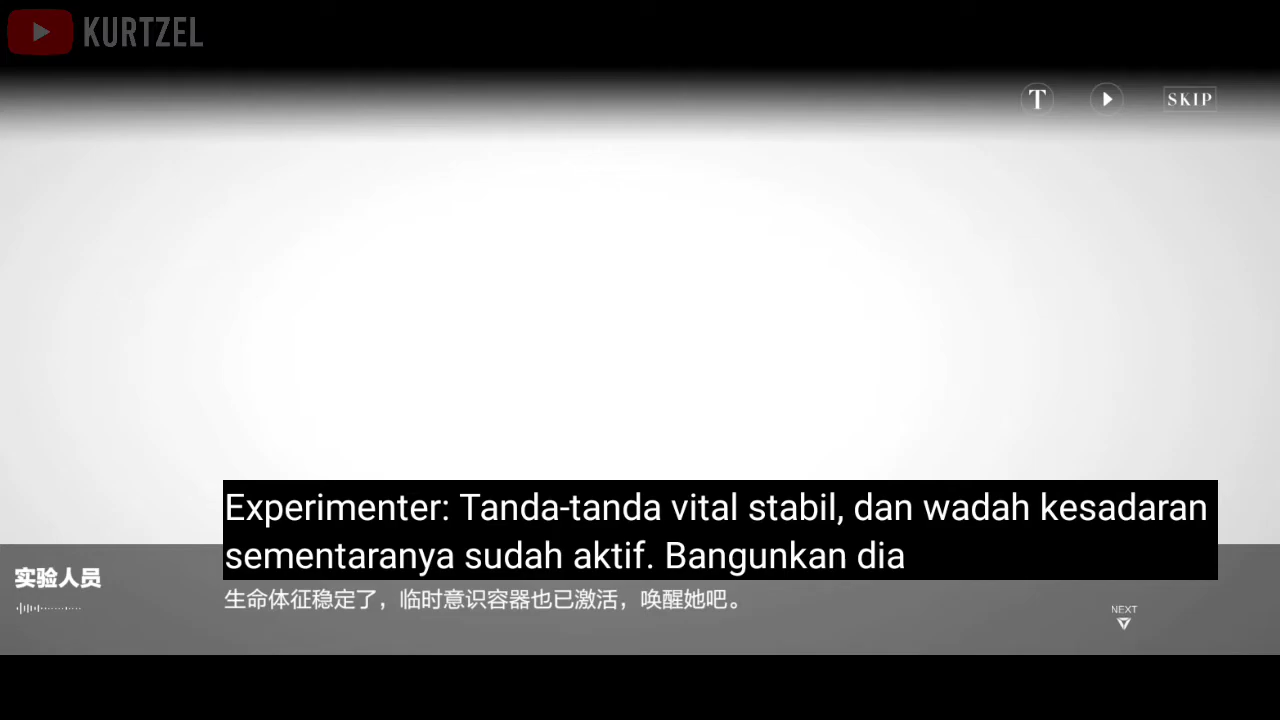 KURTZEL
T
SKIP
Experimenter: Tanda-tanda vital stabil, dan wadah kesadaran
sementaranya sudah aktif. Bangunkan dia
实验人员
生命体征稳定了，临时意识容器也已激活，唤醒她吧。
NEXT